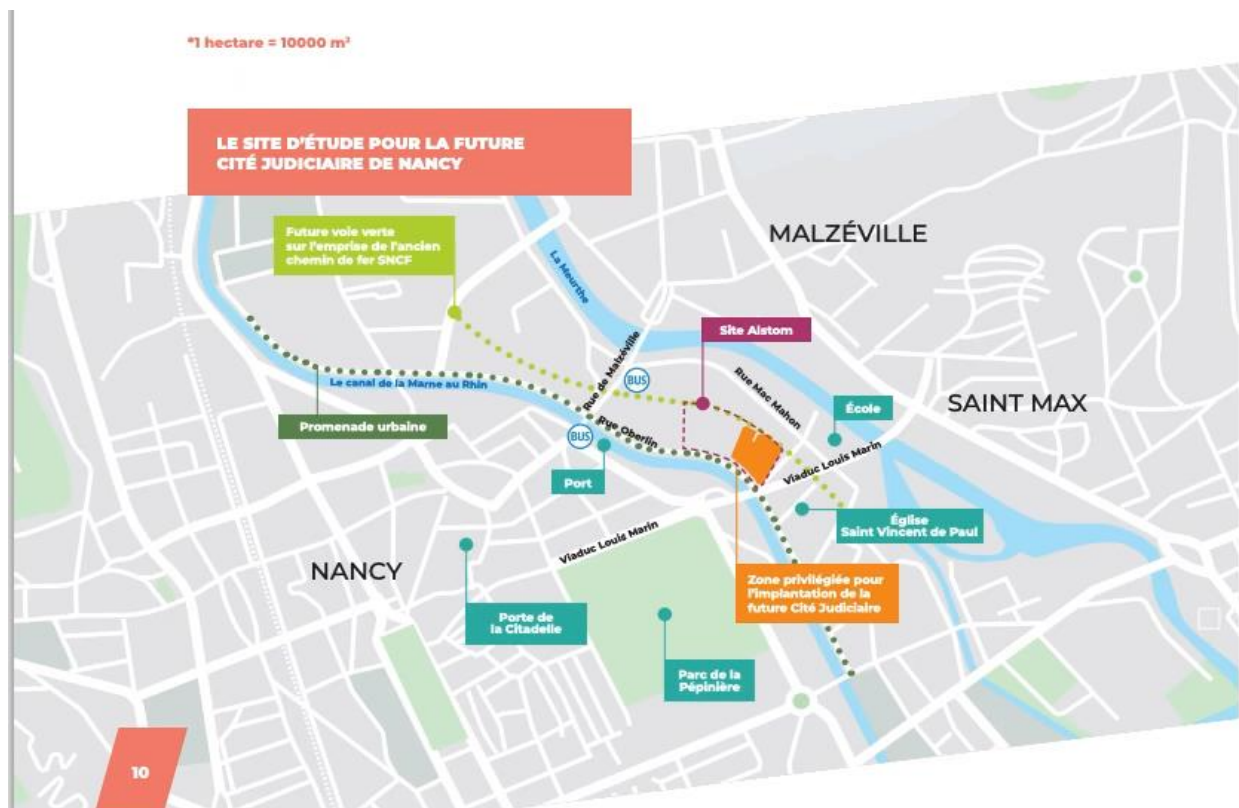 *1 hectare = 10000 m²
LE SITE D'ÉTUDE POUR LA FUTURE
CITÉ JUDICIAIRE DE NANCY
Future voie verte
sur l'emprise de l'ancien
chemin de fer SNCF
La Meurthe
MALZÉVILLE
Rue de Malzéville
BUS
Site Alstom
Rue Mac Mahon
École
SAINT MAX
Le canal de la Marne au Rhin
Promenade urbaine
BUS
Rue Oberlin
Port
Viaduc Louis Marin
Église
Saint Vincent de Paul
Viaduc Louis Marin
NANCY
Zone privilégiée pour
l'implantation de la
future Cité Judiciaire
Porte de
la Citadelle
Parc de la
Pépinière
10